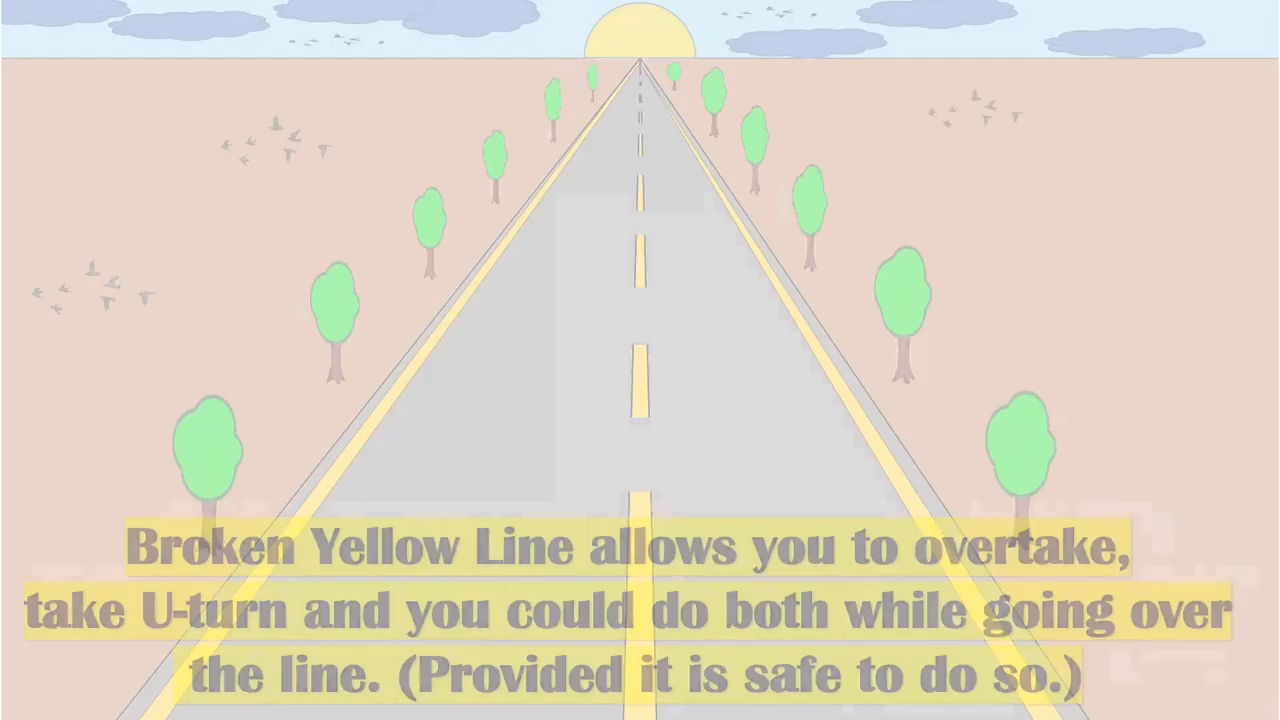 Broken Yellow Line allows you to overtake,
take U-turn and you could do both while going over
the line. (Provided it is safe to do so.)